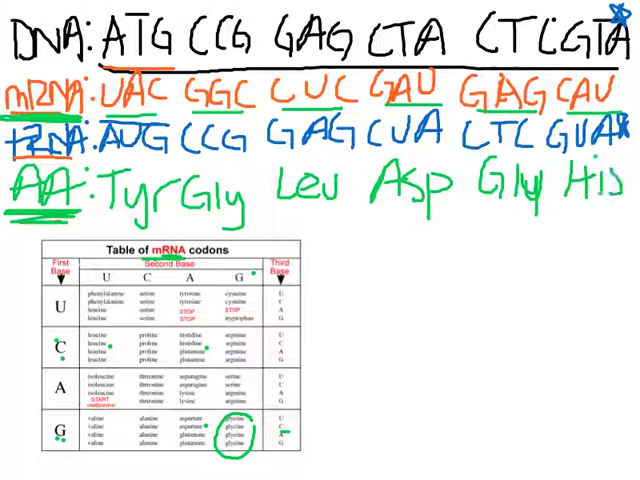 DNA: ATG CCG GAG CTA CTC CGTA
mRNA: UAC GGC CUC GAU GAG CAU
tRNA: AUG CCG GAG CUA CTC GUA
AA: Tyr Gly Leu Asp Gly His
Table of mRNA codons
First Base Second Base Third Base
U C A G
U phenylalanine serine tyrosine cysteine U
phenylalanine serine tyrosine cysteine C
leucine serine STOP STOP A
leucine serine STOP tryptophan G
C leucine proline histidine arginine U
leucine proline histidine arginine C
leucine proline glutamine arginine A
leucine proline glutamine arginine G
A isoleucine threonine asparagine serine U
isoleucine threonine asparagine serine C
isoleucine threonine lysine arginine A
START methionine threonine lysine arginine G
G valine alanine aspartate glycine U
valine alanine aspartate glycine C
valine alanine glutamate glycine A
valine alanine glutamate glycine G